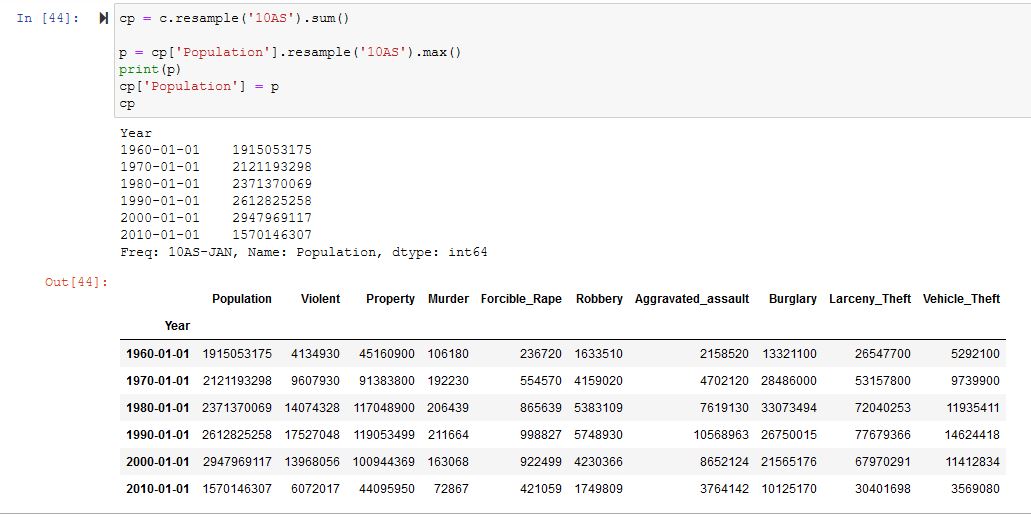 In [44]: cp = c.resample('10AS').sum()
p = cp['Population'].resample('10AS').max()
print(p)
cp['Population'] = p
cp
Year
1960-01-01 1915053175
1970-01-01 2121193298
1980-01-01 2371370069
1990-01-01 2612825258
2000-01-01 2947969117
2010-01-01 1570146307
Freq: 10AS-JAN, Name: Population, dtype: int64
Out[44]:
Population Violent Property Murder Forcible_Rape Robbery Aggravated_assault Burglary Larceny_Theft Vehicle_Theft
Year
1960-01-01 1915053175 4134930 45160900 106180 236720 1633510 2158520 13321100 26547700 5292100
1970-01-01 2121193298 9607930 91383800 192230 554570 4159020 4702120 28486000 53157800 9739900
1980-01-01 2371370069 14074328 117048900 206439 865639 5383109 7619130 33073494 72040253 11935411
1990-01-01 2612825258 17527048 119053499 211664 998827 5748930 10568963 26750015 77679366 14624418
2000-01-01 2947969117 13968056 100944369 163068 922499 4230366 8652124 21565176 67970291 11412834
2010-01-01 1570146307 6072017 44095950 72867 421059 1749809 3764142 10125170 30401698 3569080